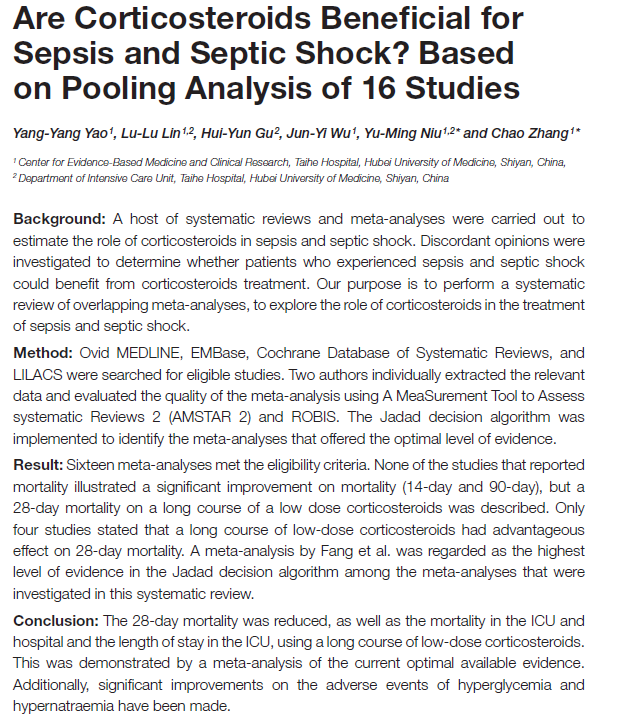 Are Corticosteroids Beneficial for
Sepsis and Septic Shock? Based
on Pooling Analysis of 16 Studies
Yang-Yang Yao1, Lu-Lu Lin1,2, Hui-Yun Gu2, Jun-Yi Wu1, Yu-Ming Niu1,2* and Chao Zhang1*
1 Center for Evidence-Based Medicine and Clinical Research, Taihe Hospital, Hubei University of Medicine, Shiyan, China,
2 Department of Intensive Care Unit, Taihe Hospital, Hubei University of Medicine, Shiyan, China
Background: A host of systematic reviews and meta-analyses were carried out to
estimate the role of corticosteroids in sepsis and septic shock. Discordant opinions were
investigated to determine whether patients who experienced sepsis and septic shock
could benefit from corticosteroids treatment. Our purpose is to perform a systematic
review of overlapping meta-analyses, to explore the role of corticosteroids in the treatment
of sepsis and septic shock.
Method: Ovid MEDLINE, EMBase, Cochrane Database of Systematic Reviews, and
LILACS were searched for eligible studies. Two authors individually extracted the relevant
data and evaluated the quality of the meta-analysis using A MeaSurement Tool to Assess
systematic Reviews 2 (AMSTAR 2) and ROBIS. The Jadad decision algorithm was
implemented to identify the meta-analyses that offered the optimal level of evidence.
Result: Sixteen meta-analyses met the eligibility criteria. None of the studies that reported
mortality illustrated a significant improvement on mortality (14-day and 90-day), but a
28-day mortality on a long course of a low dose corticosteroids was described. Only
four studies stated that a long course of low-dose corticosteroids had advantageous
effect on 28-day mortality. A meta-analysis by Fang et al. was regarded as the highest
level of evidence in the Jadad decision algorithm among the meta-analyses that were
investigated in this systematic review.
Conclusion: The 28-day mortality was reduced, as well as the mortality in the ICU and
hospital and the length of stay in the ICU, using a long course of low-dose corticosteroids.
This was demonstrated by a meta-analysis of the current optimal available evidence.
Additionally, significant improvements on the adverse events of hyperglycemia and
hypernatraemia have been made.